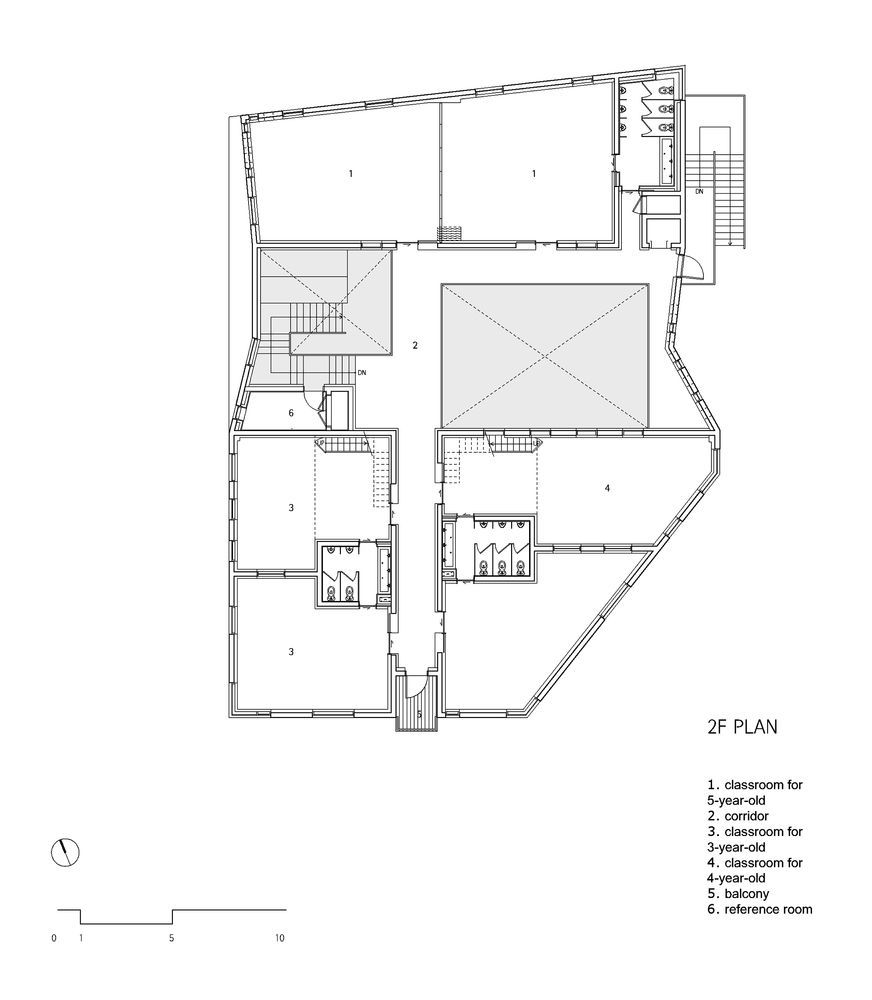 1
1
DN
2
DN
6
UP
UP
3
4
3
5
2F PLAN
1. classroom for
5-year-old
2. corridor
3. classroom for
3-year-old
4. classroom for
4-year-old
5. balcony
6. reference room
0 1 5 10